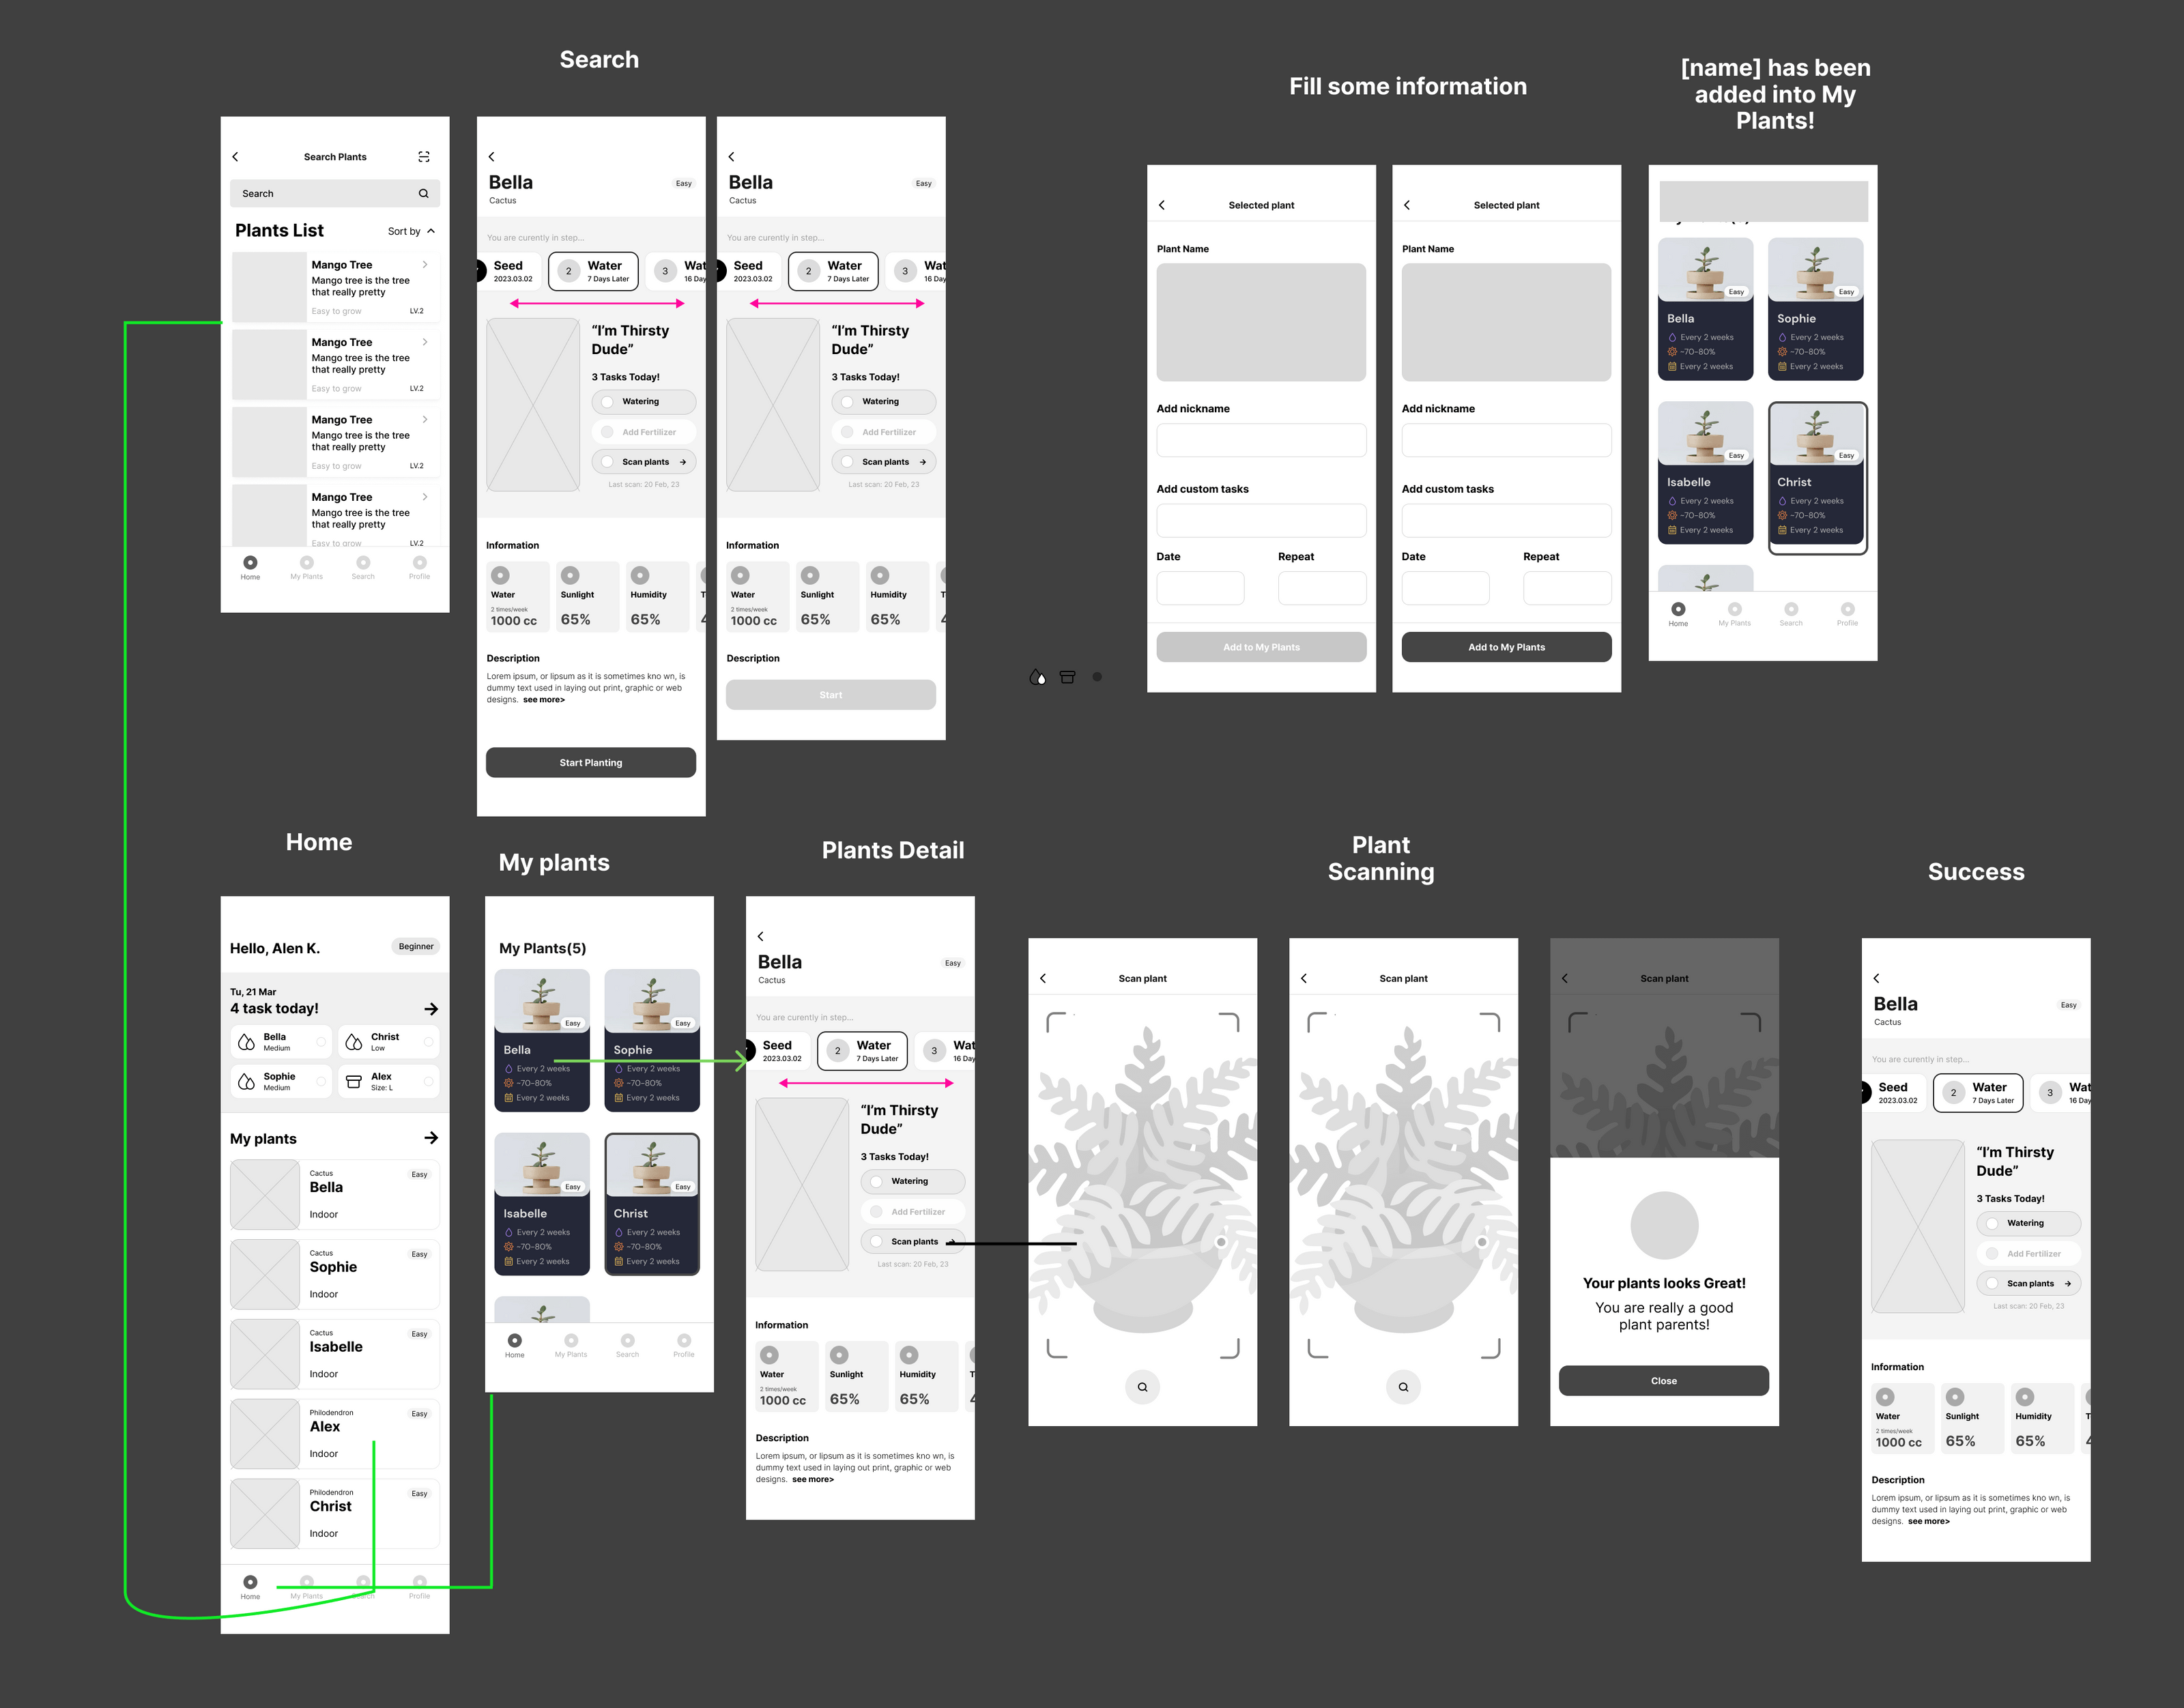 Search
Search Plants
Search
Plants List
Sort by
Mango Tree
Mango tree is the tree
that really pretty
Easy to grow
LV.2
Mango Tree
Mango tree is the tree
that really pretty
Easy to grow
LV.2
Mango Tree
Mango tree is the tree
that really pretty
Easy to grow
LV.2
Mango Tree
Mango tree is the tree
that really pretty
Easy to grow
LV.2
Home
My Plants
Search
Profile
Bella
Easy
Cactus
You are curently in step...
Seed
2023.03.02
2
Water
7 Days Later
3
Wat
16 Day
“I’m Thirsty
Dude”
3 Tasks Today!
Watering
Add Fertilizer
Scan plants
Last scan: 20 Feb, 23
Information
Water
2 times/week
1000 cc
Sunlight
65%
Humidity
65%
Description
Lorem ipsum, or lipsum as it is sometimes kno wn, is
dummy text used in laying out print, graphic or web
designs. see more>
Start Planting
Bella
Easy
Cactus
You are curently in step...
Seed
2023.03.02
2
Water
7 Days Later
3
Wat
16 Day
“I’m Thirsty
Dude”
3 Tasks Today!
Watering
Add Fertilizer
Scan plants
Last scan: 20 Feb, 23
Information
Water
2 times/week
1000 cc
Sunlight
65%
Humidity
65%
Description
Start
Fill some information
Selected plant
Plant Name
Add nickname
Add custom tasks
Date
Repeat
Add to My Plants
Selected plant
Plant Name
Add nickname
Add custom tasks
Date
Repeat
Add to My Plants
[name] has been
added into My
Plants!
Easy
Bella
Every 2 weeks
~70-80%
Every 2 weeks
Easy
Sophie
Every 2 weeks
~70-80%
Every 2 weeks
Easy
Isabelle
Every 2 weeks
~70-80%
Every 2 weeks
Easy
Christ
Every 2 weeks
~70-80%
Every 2 weeks
Home
My Plants
Search
Profile
Home
Hello, Alen K.
Beginner
Tu, 21 Mar
4 task today!
Bella
Medium
Christ
Low
Sophie
Medium
Alex
Size: L
My plants
Cactus
Bella
Indoor
Easy
Cactus
Sophie
Indoor
Easy
Cactus
Isabelle
Indoor
Easy
Philodendron
Alex
Indoor
Easy
Philodendron
Christ
Indoor
Easy
Home
My Plants
Search
Profile
My plants
My Plants(5)
Easy
Bella
Every 2 weeks
~70-80%
Every 2 weeks
Easy
Sophie
Every 2 weeks
~70-80%
Every 2 weeks
Easy
Isabelle
Every 2 weeks
~70-80%
Every 2 weeks
Easy
Christ
Every 2 weeks
~70-80%
Every 2 weeks
Home
My Plants
Search
Profile
Plants Detail
Bella
Easy
Cactus
You are curently in step...
Seed
2023.03.02
2
Water
7 Days Later
3
Wat
16 Day
“I’m Thirsty
Dude”
3 Tasks Today!
Watering
Add Fertilizer
Scan plants
Last scan: 20 Feb, 23
Information
Water
2 times/week
1000 cc
Sunlight
65%
Humidity
65%
Description
Lorem ipsum, or lipsum as it is sometimes kno wn, is
dummy text used in laying out print, graphic or web
designs. see more>
Plant
Scanning
Scan plant
Scan plant
Scan plant
Your plants looks Great!
You are really a good
plant parents!
Close
Success
Bella
Easy
Cactus
You are curently in step...
Seed
2023.03.02
2
Water
7 Days Later
3
Wat
16 Day
“I’m Thirsty
Dude”
3 Tasks Today!
Watering
Add Fertilizer
Scan plants
Last scan: 20 Feb, 23
Information
Water
2 times/week
1000 cc
Sunlight
65%
Humidity
65%
Description
Lorem ipsum, or lipsum as it is sometimes kno wn, is
dummy text used in laying out print, graphic or web
designs. see more>